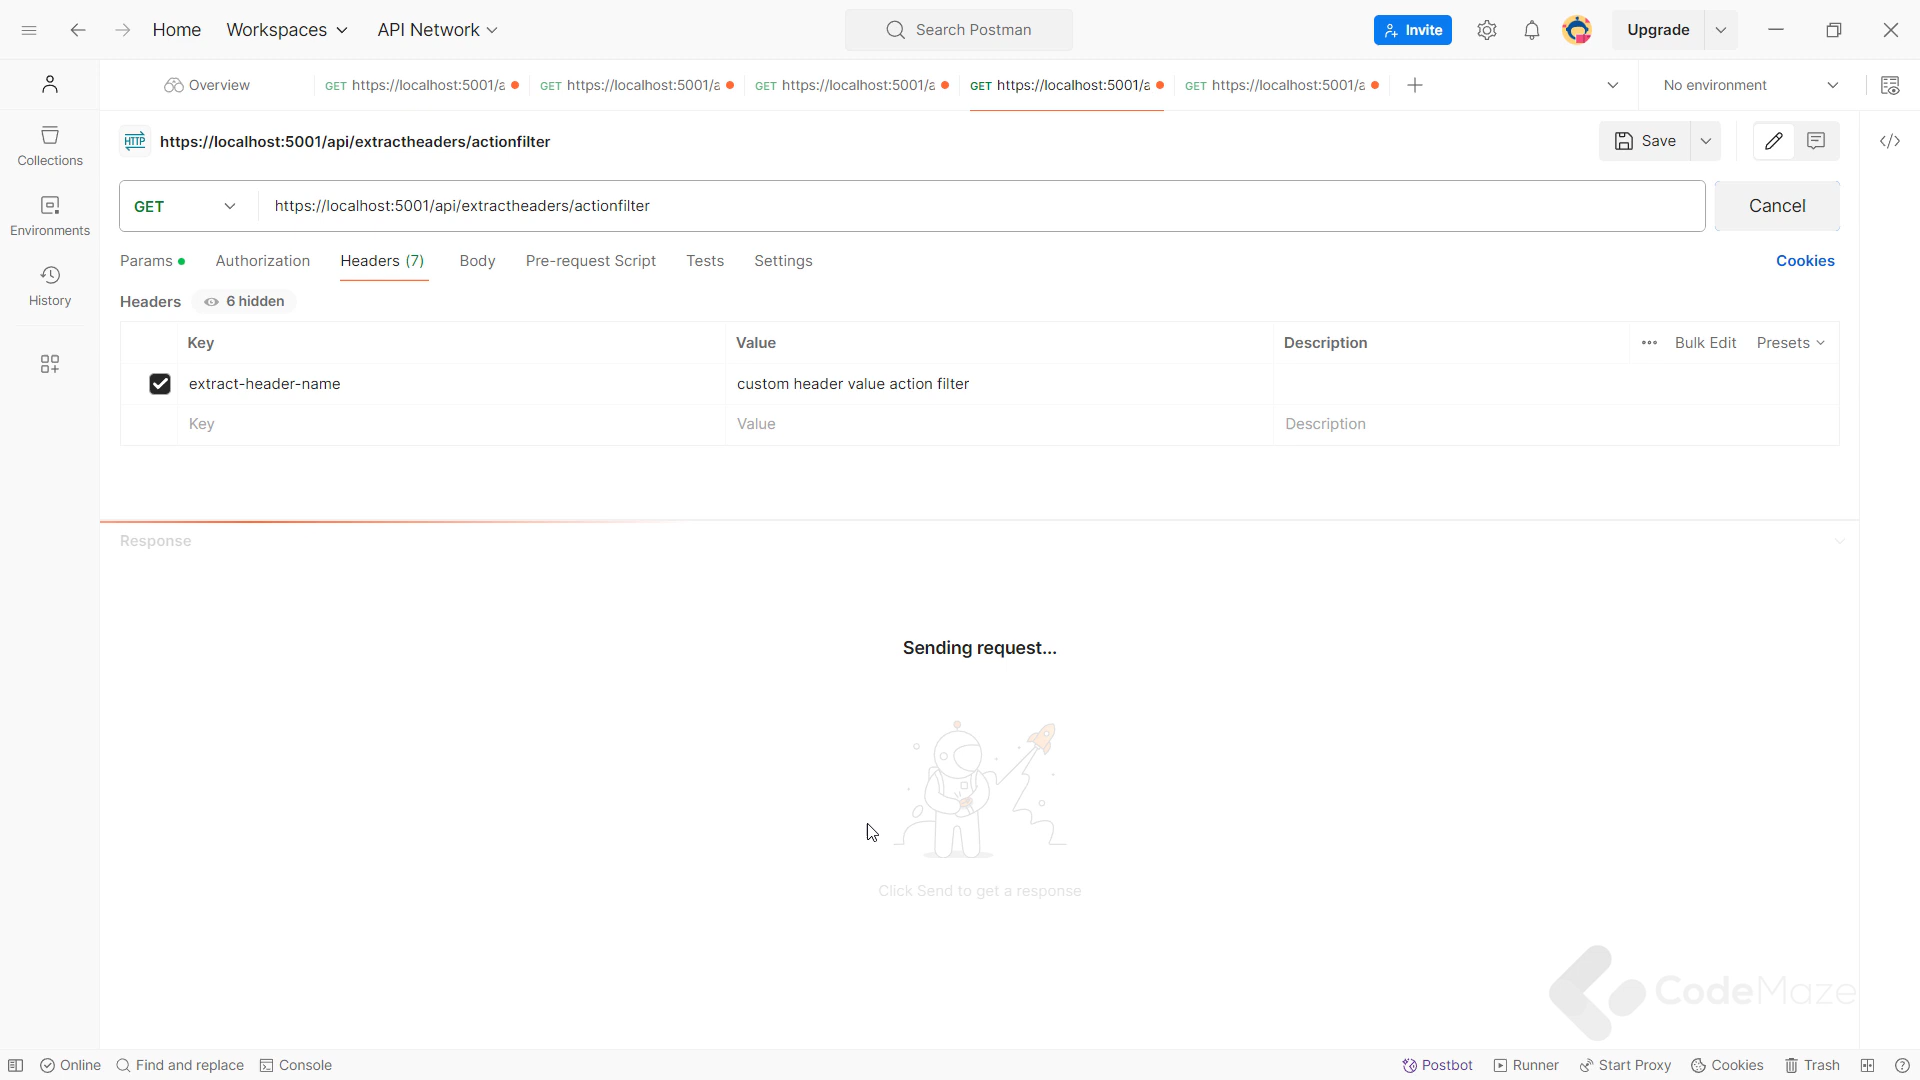 Home Workspaces API Network Search Postman Invite Upgrade
Overview GET https://localhost:5001/a GET https://localhost:5001/a GET https://localhost:5001/a GET https://localhost:5001/a GET https://localhost:5001/a No environment
HTTP https://localhost:5001/api/extractheaders/actionfilter Save
Collections
GET https://localhost:5001/api/extractheaders/actionfilter Cancel
Environments
Params Authorization Headers (7) Body Pre-request Script Tests Settings Cookies
History
Headers 6 hidden
Key Value Description Bulk Edit Presets
extract-header-name custom header value action filter
Key Value Description
Response
Sending request...
Click Send to get a response
CodeMaze
Online Find and replace Console Postbot Runner Start Proxy Cookies Trash